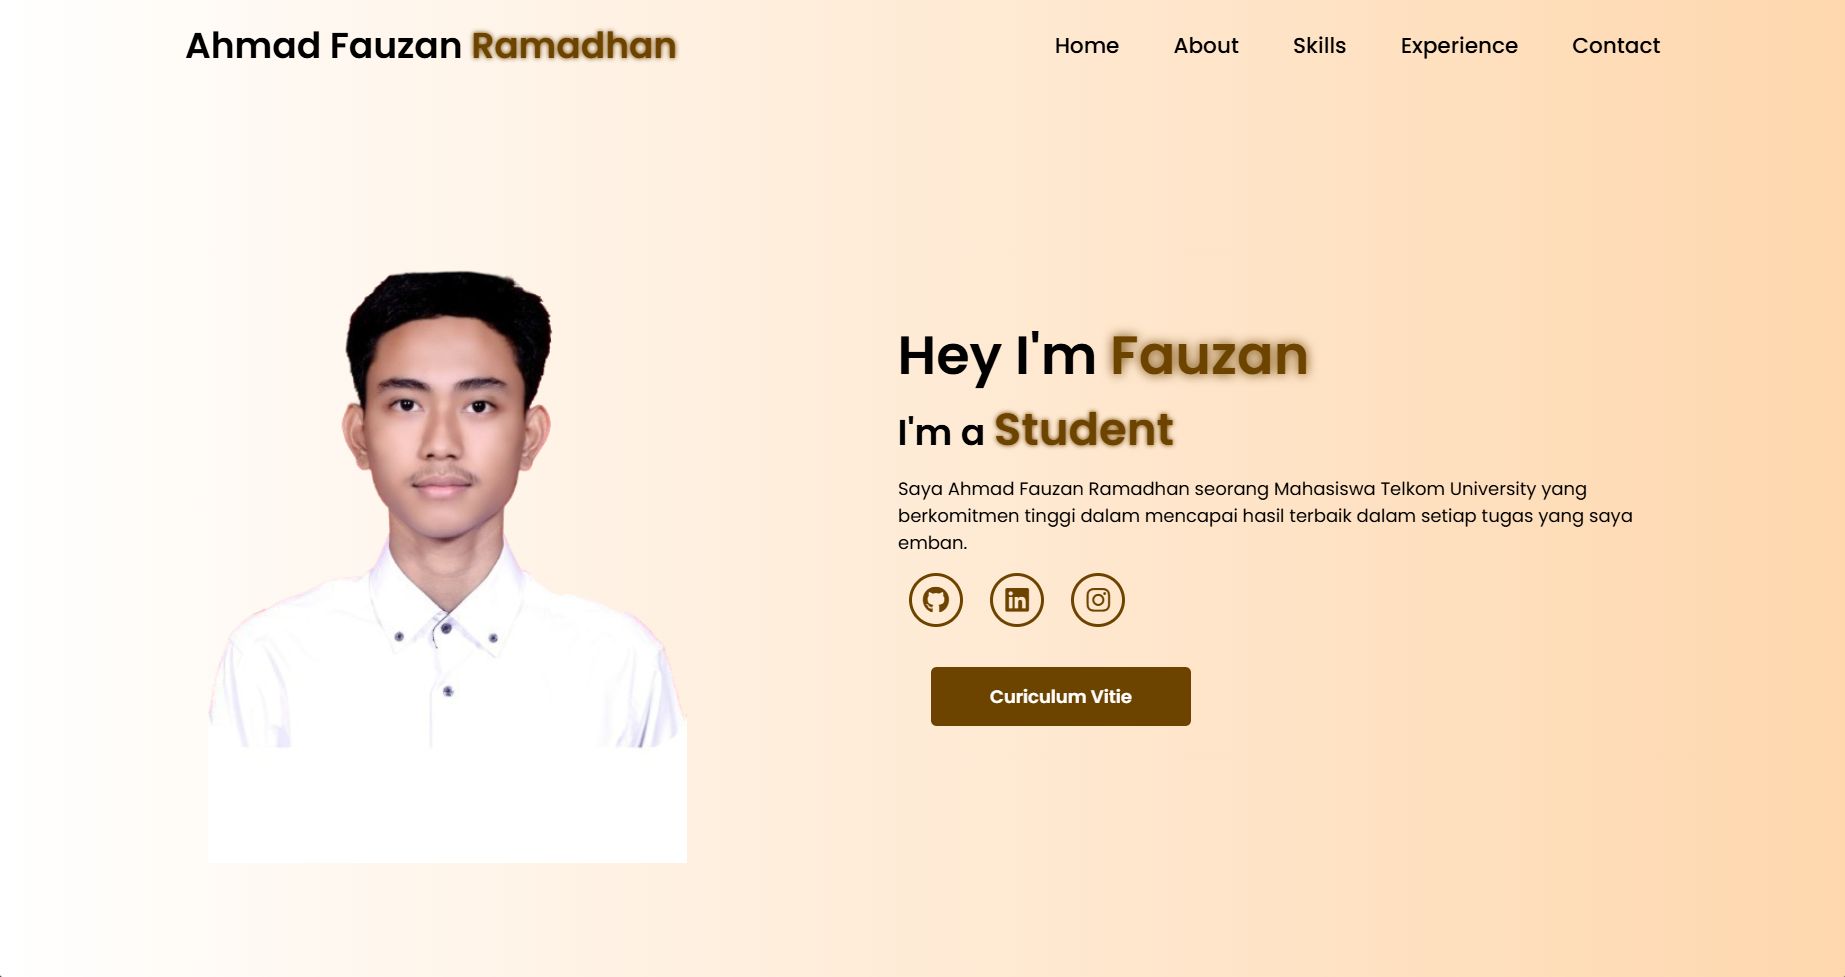 Ahmad Fauzan Ramadhan
Home About Skills Experience Contact
Hey I'm Fauzan
I'm a Student
Saya Ahmad Fauzan Ramadhan seorang Mahasiswa Telkom University yang
berkomitmen tinggi dalam mencapai hasil terbaik dalam setiap tugas yang saya
emban.
Curiculum Vitie